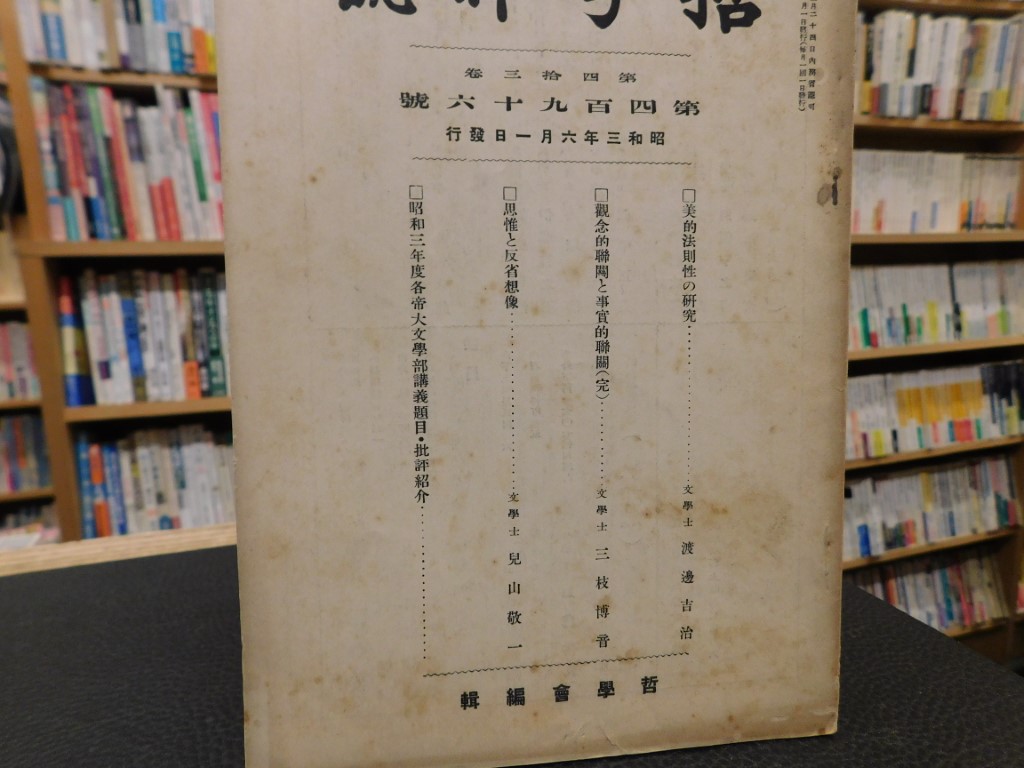 哲學雜誌
第四拾三卷
第四百九十六號
昭和三年六月一日發行
□美的法則性の研究‥‥‥‥文學士 渡邊吉治
□觀念的聯關と事實的聯關(完)‥‥‥‥文學士 三枝博音
□思惟と反省想像‥‥‥‥文學士 兒山敬一
□昭和三年度各帝大文學部講義題目・批評紹介‥‥‥‥
哲學會編輯